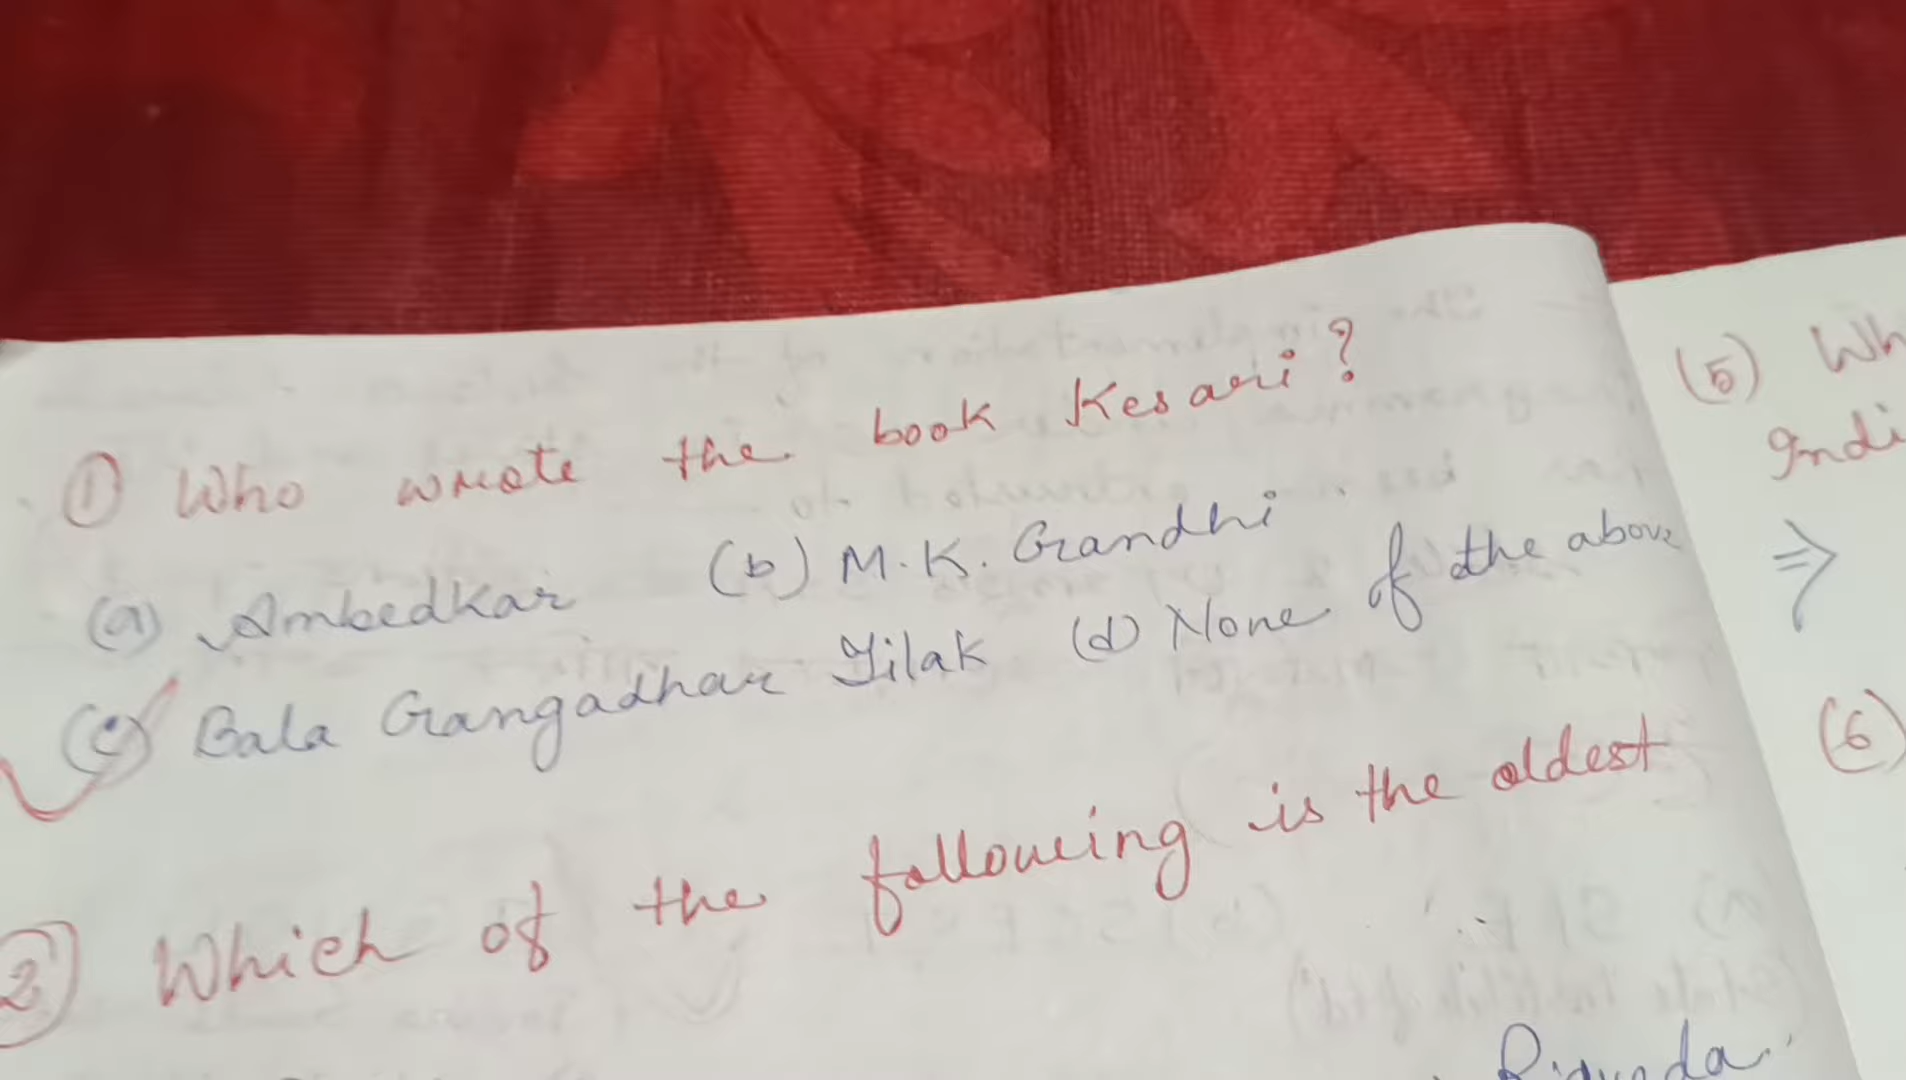 ① Who wrote the book Kesari?
(a) Ambedkar (b) M.K. Gandhi
(c) Bala Gangadhar Tilak (d) None of the above
② Which of the following is the oldest
(5) Wh
Indi
⇒
(6)